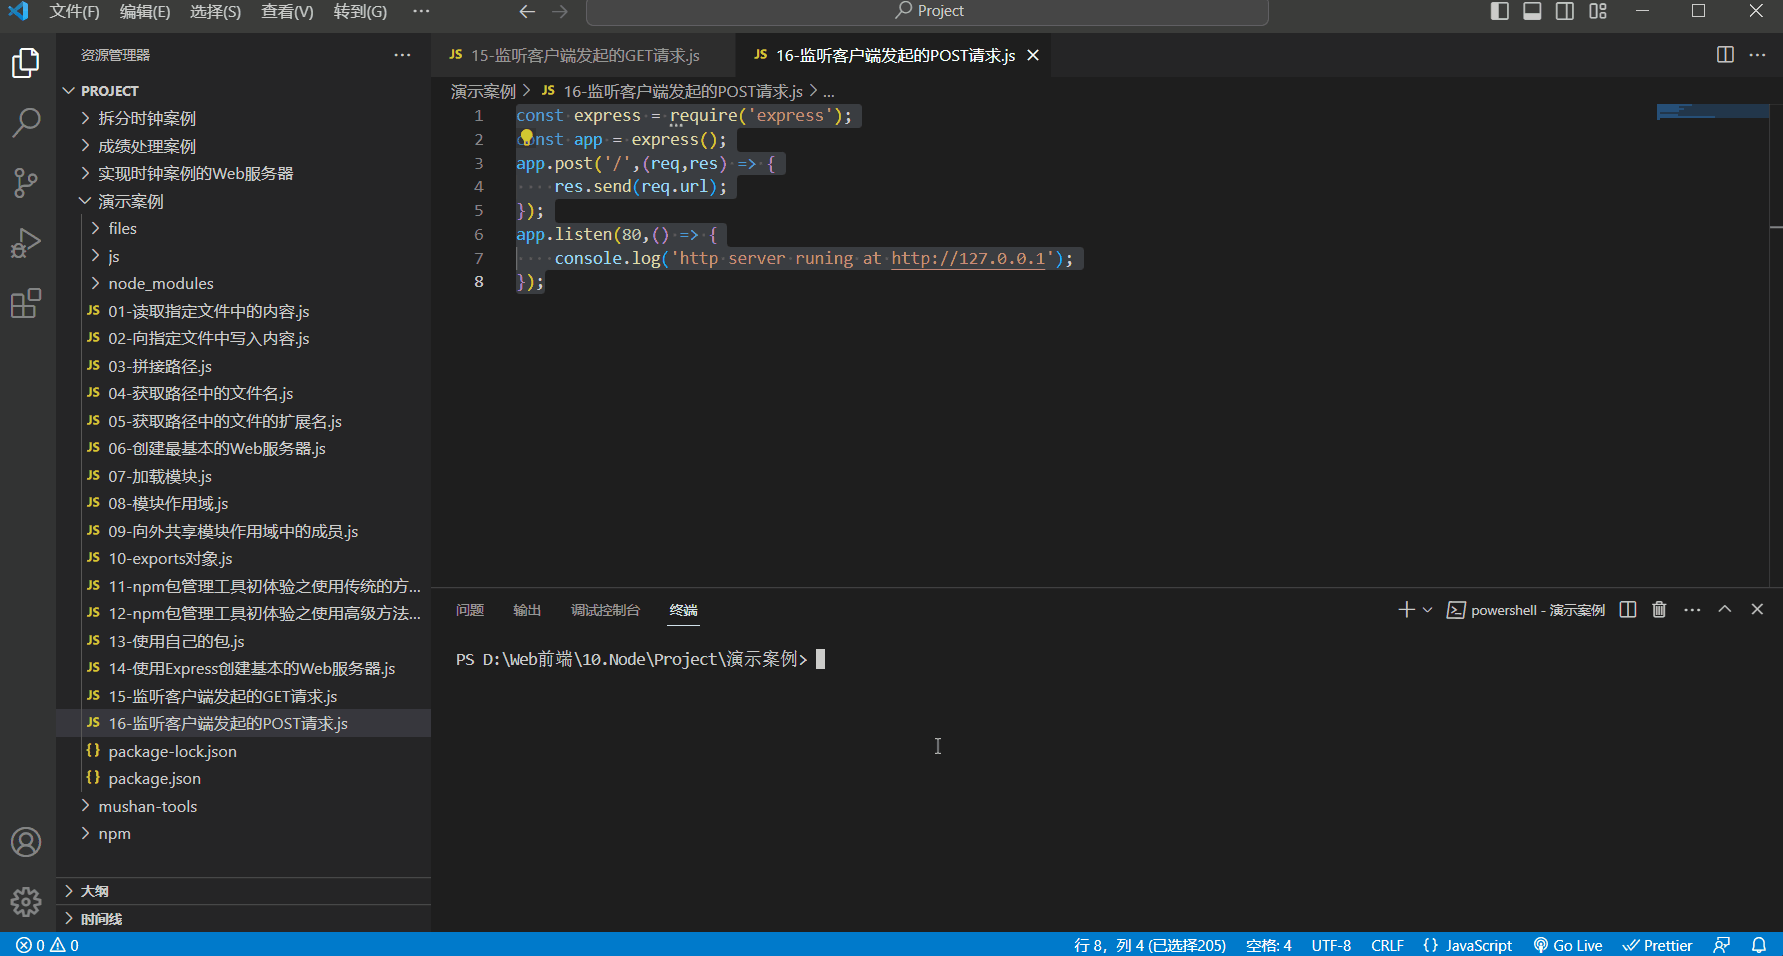 文件(F) 编辑(E) 选择(S) 查看(V) 转到(G) ··· Project
资源管理器 ···
JS 15-监听客户端发起的GET请求.js
JS 16-监听客户端发起的POST请求.js
PROJECT
拆分时钟案例
成绩处理案例
实现时钟案例的Web服务器
演示案例
files
js
node_modules
JS 01-读取指定文件中的内容.js
JS 02-向指定文件中写入内容.js
JS 03-拼接路径.js
JS 04-获取路径中的文件名.js
JS 05-获取路径中的文件的扩展名.js
JS 06-创建最基本的Web服务器.js
JS 07-加载模块.js
JS 08-模块作用域.js
JS 09-向外共享模块作用域中的成员.js
JS 10-exports对象.js
JS 11-npm包管理工具初体验之使用传统的方...
JS 12-npm包管理工具初体验之使用高级方法...
JS 13-使用自己的包.js
JS 14-使用Express创建基本的Web服务器.js
JS 15-监听客户端发起的GET请求.js
JS 16-监听客户端发起的POST请求.js
{} package-lock.json
{} package.json
mushan-tools
npm
大纲
时间线
演示案例 > JS 16-监听客户端发起的POST请求.js > ...
1 const express = require('express');
2 const app = express();
3 app.post('/',(req,res) => {
4 res.send(req.url);
5 });
6 app.listen(80,() => {
7 console.log('http server runing at http://127.0.0.1');
8 });
问题 输出 调试控制台 终端
powershell - 演示案例
PS D:\Web前端\10.Node\Project\演示案例>
0 0 行 8，列 4 (已选择205) 空格: 4 UTF-8 CRLF {} JavaScript Go Live Prettier